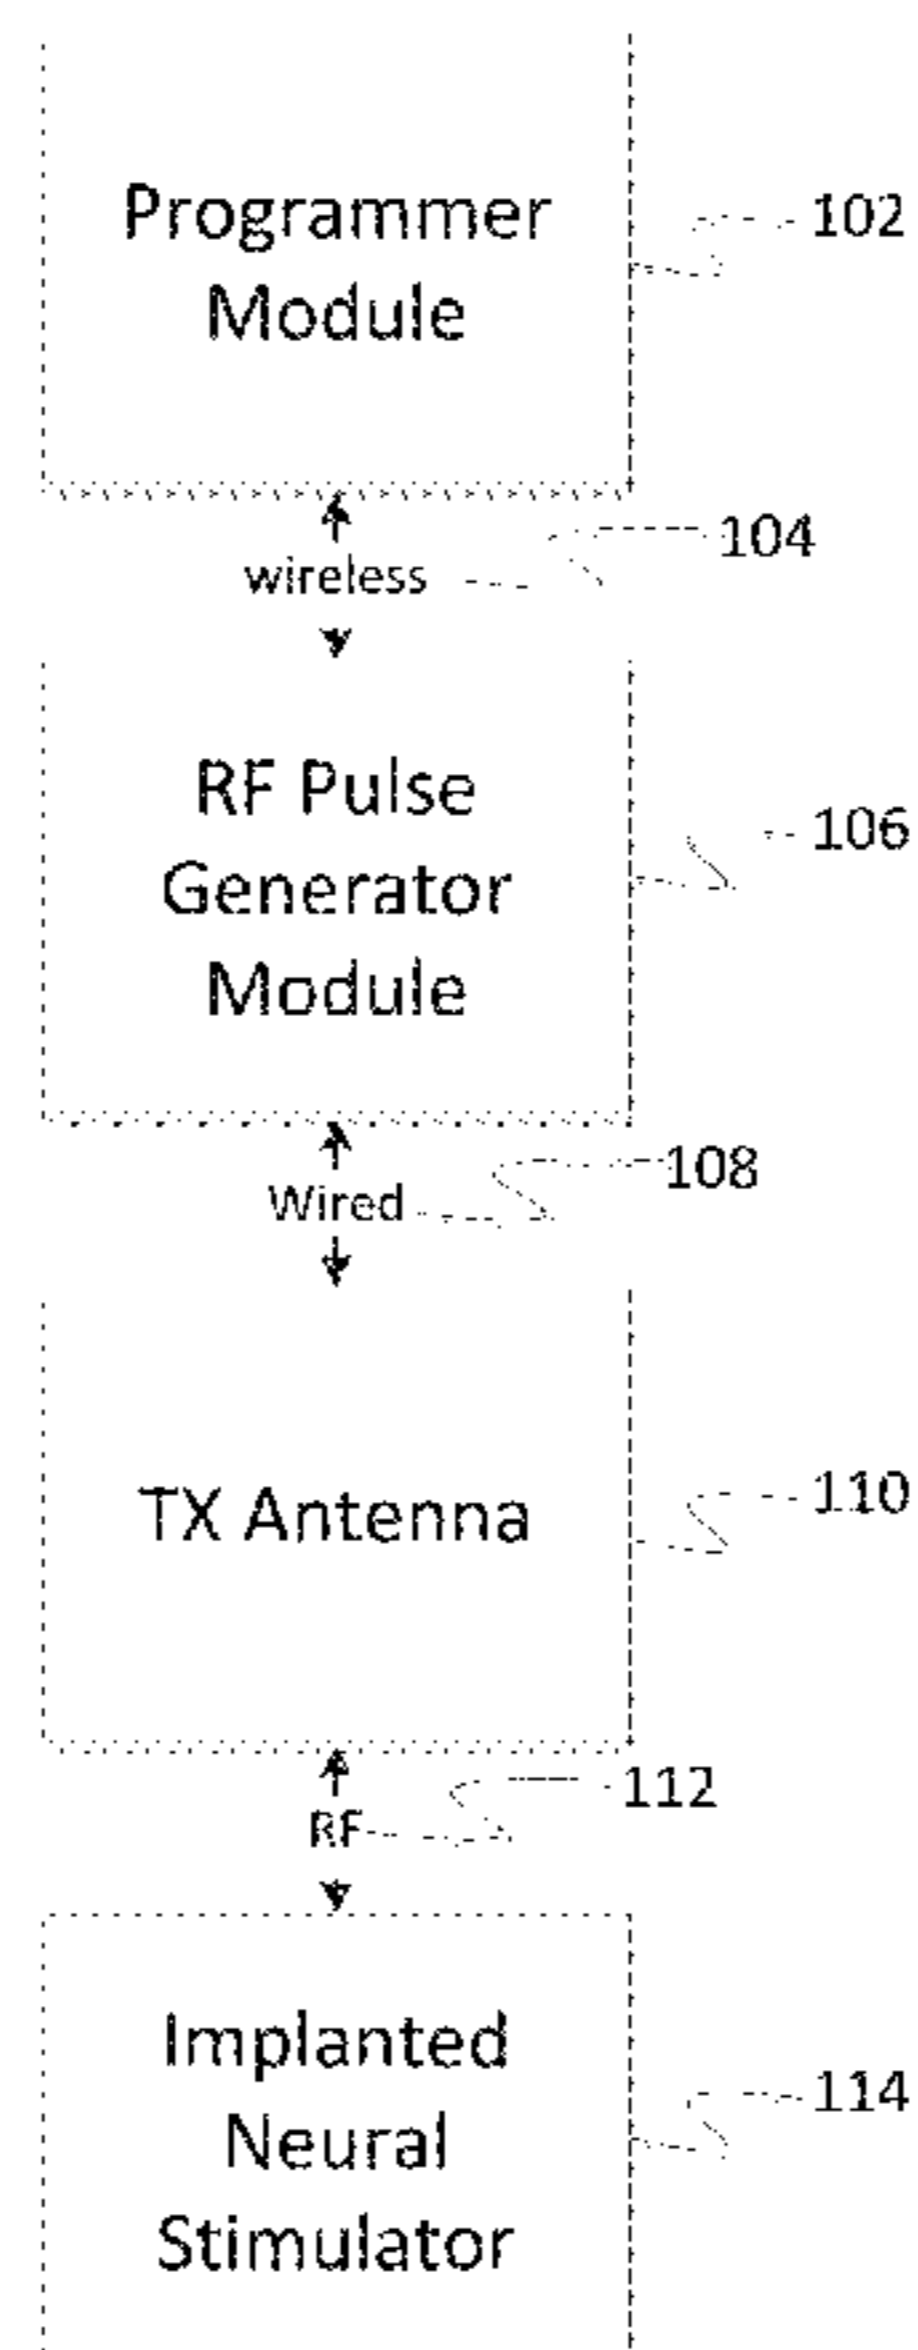 Programmer
Module
102
wireless
104
RF Pulse
Generator
Module
106
Wired
108
TX Antenna
110
RF
112
Implanted
Neural
Stimulator
114